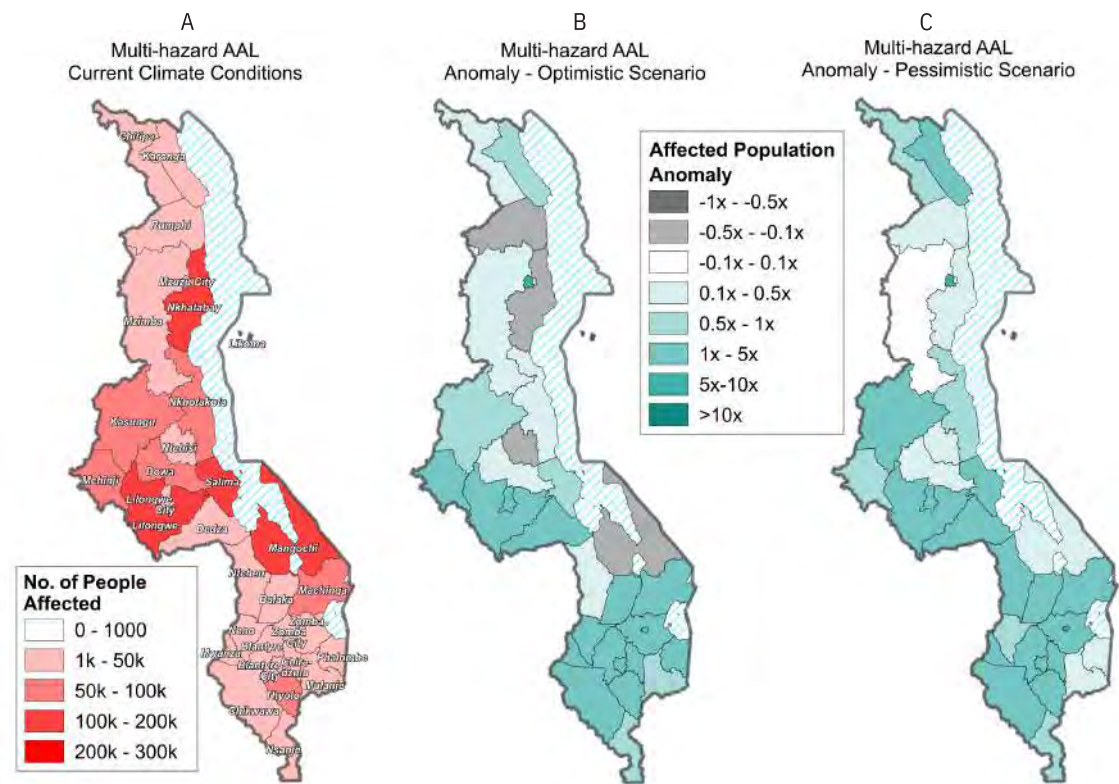 A
B
C
Multi-hazard AAL
Current Climate Conditions
Multi-hazard AAL
Anomaly - Optimistic Scenario
Multi-hazard AAL
Anomaly - Pessimistic Scenario
Chitipa
Karonga
Rumphi
Mzuzu City
Nkhatabay
Mzimba
Likoma
Nkhotakota
Kasungu
Ntchisi
Dowa
Mchinji
Salima
Lilongwe
City
Lilongwe
Dedza
Mangochi
Ntcheu
Machinga
Balaka
Zomba
Neno
Zomba
City
Blantyre
Mwanza
Phalombe
Blantyre
City
Chira-
dzulu
Mulanje
Thyolo
Chikwawa
Nsanje
No. of People
Affected
0 - 1000
1k - 50k
50k - 100k
100k - 200k
200k - 300k
Affected Population
Anomaly
-1x - -0.5x
-0.5x - -0.1x
-0.1x - 0.1x
0.1x - 0.5x
0.5x - 1x
1x - 5x
5x-10x
>10x